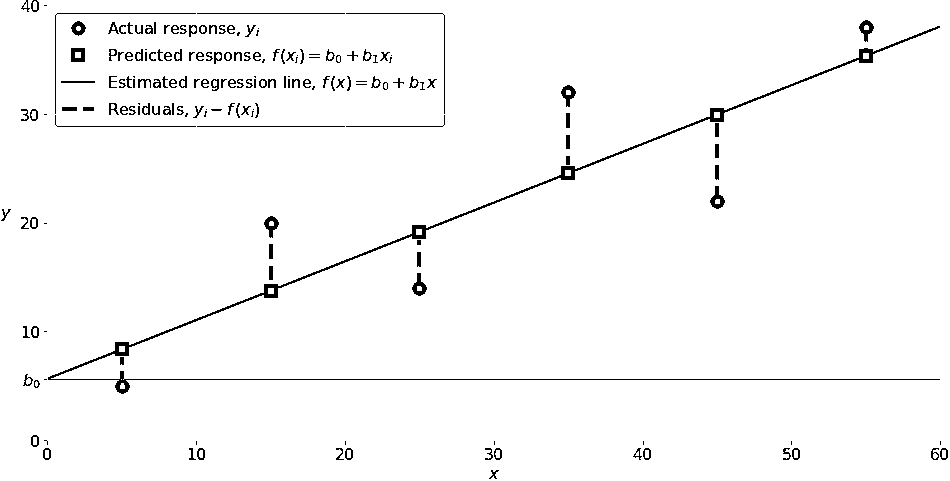 40
Actual response, yᵢ
Predicted response, f(xᵢ) = b₀ + b₁xᵢ
Estimated regression line, f(x) = b₀ + b₁x
Residuals, yᵢ − f(xᵢ)
30
y
20
10
b₀
0
0 10 20 30 40 50 60
x